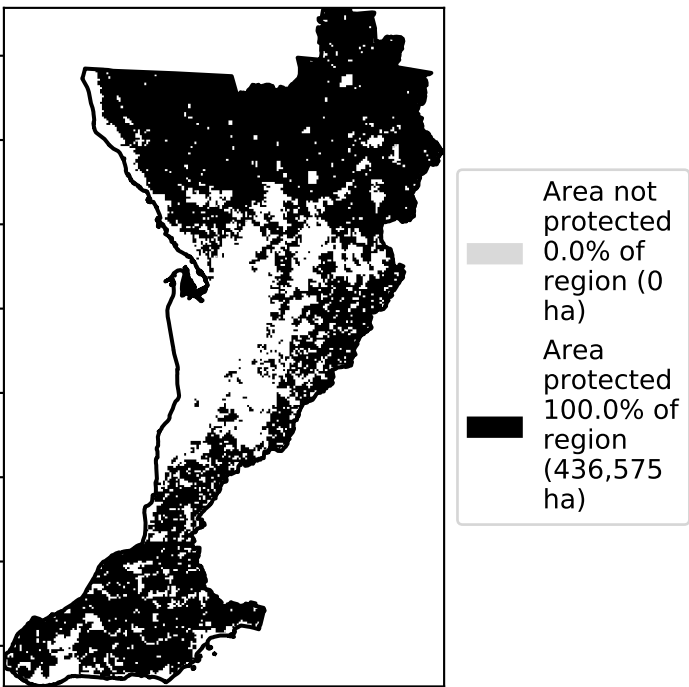 Area not
protected
0.0% of
region (0
ha)
Area
protected
100.0% of
region
(436,575
ha)